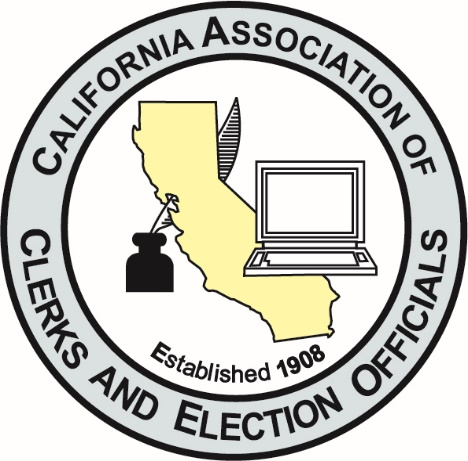 CALIFORNIA ASSOCIATION OF
CLERKS AND ELECTION OFFICIALS
Established 1908